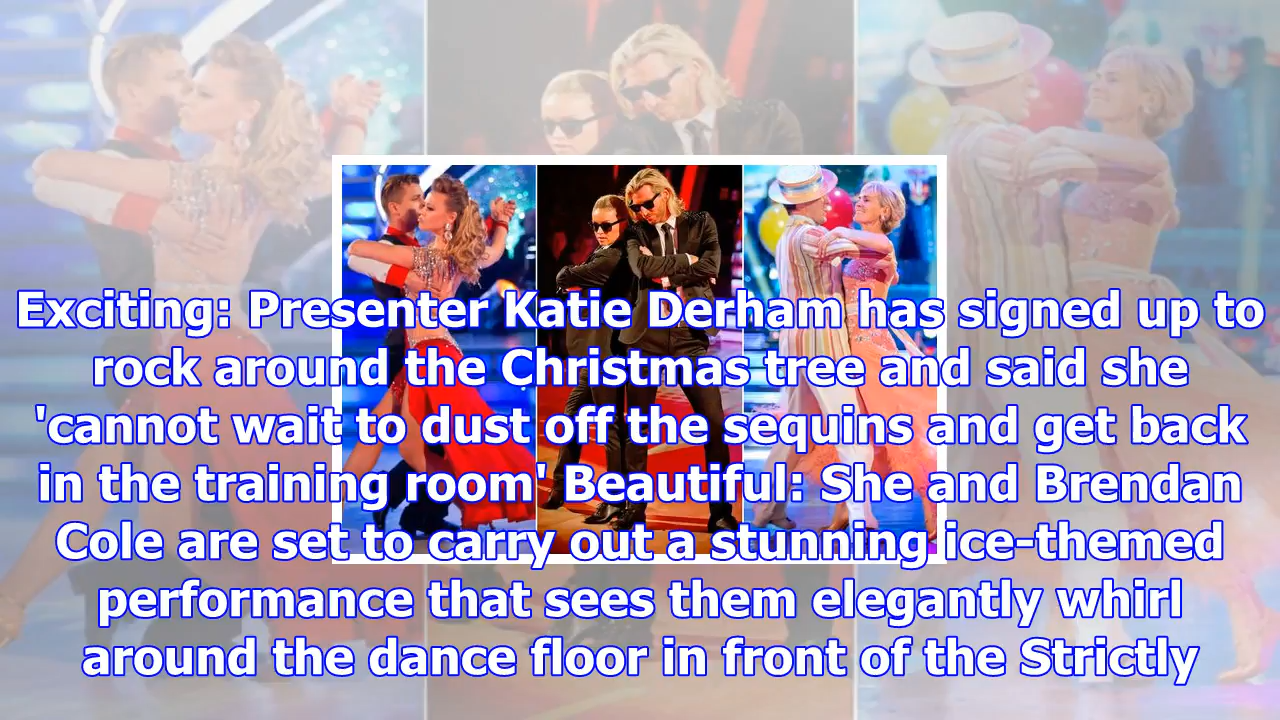 Exciting: Presenter Katie Derham has signed up to
rock around the Christmas tree and said she
'cannot wait to dust off the sequins and get back
in the training room' Beautiful: She and Brendan
Cole are set to carry out a stunning ice-themed
performance that sees them elegantly whirl
around the dance floor in front of the Strictly